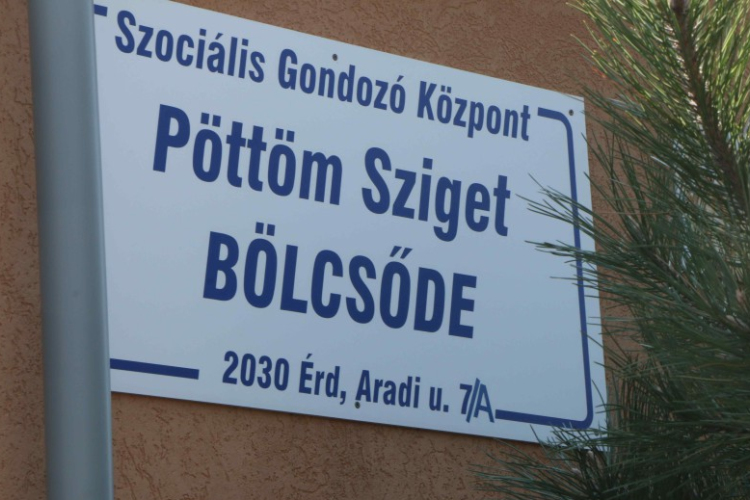 Szociális Gondozó Központ
Pöttöm Sziget
BÖLCSŐDE
2030 Érd, Aradi u. 7/A